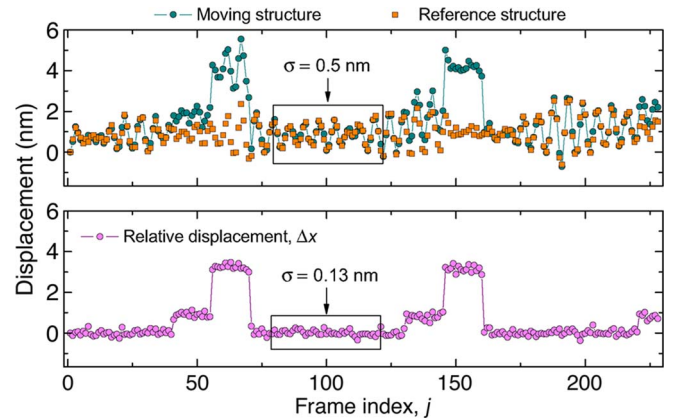 Moving structure Reference structure
6
4
2
0
σ = 0.5 nm
Displacement (nm)
6
4
2
0
Relative displacement, Δx
σ = 0.13 nm
0 50 100 150 200
Frame index, j